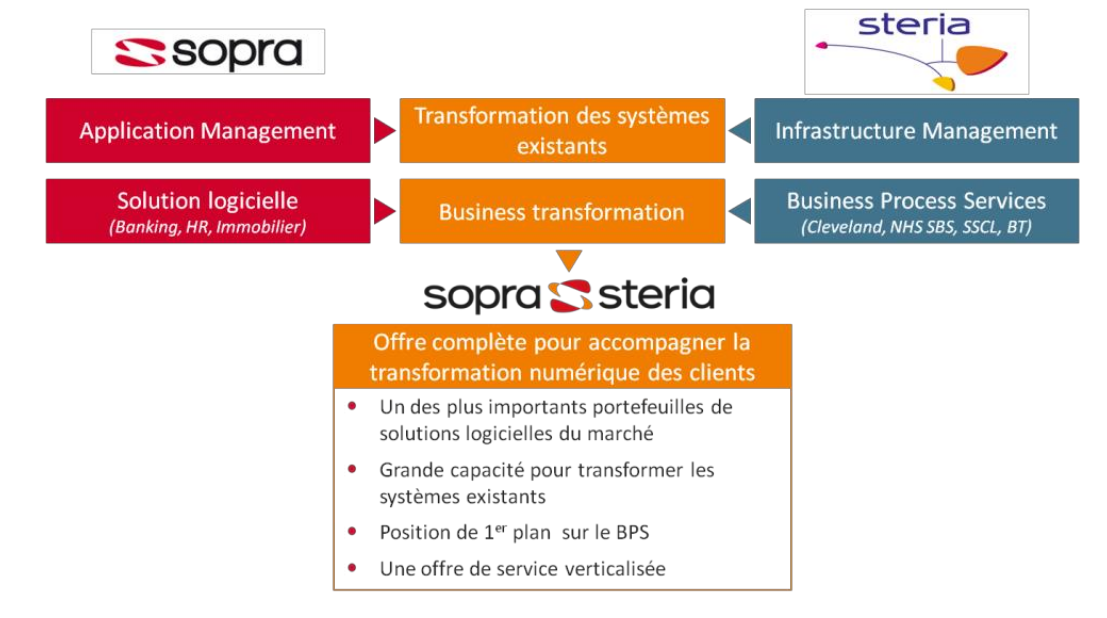 sopra
steria
Application Management
Transformation des systèmes
existants
Infrastructure Management
Solution logicielle
(Banking, HR, Immobilier)
Business transformation
Business Process Services
(Cleveland, NHS SBS, SSCL, BT)
sopra steria
Offre complète pour accompagner la
transformation numérique des clients
• Un des plus importants portefeuilles de
solutions logicielles du marché
• Grande capacité pour transformer les
systèmes existants
• Position de 1er plan sur le BPS
• Une offre de service verticalisée